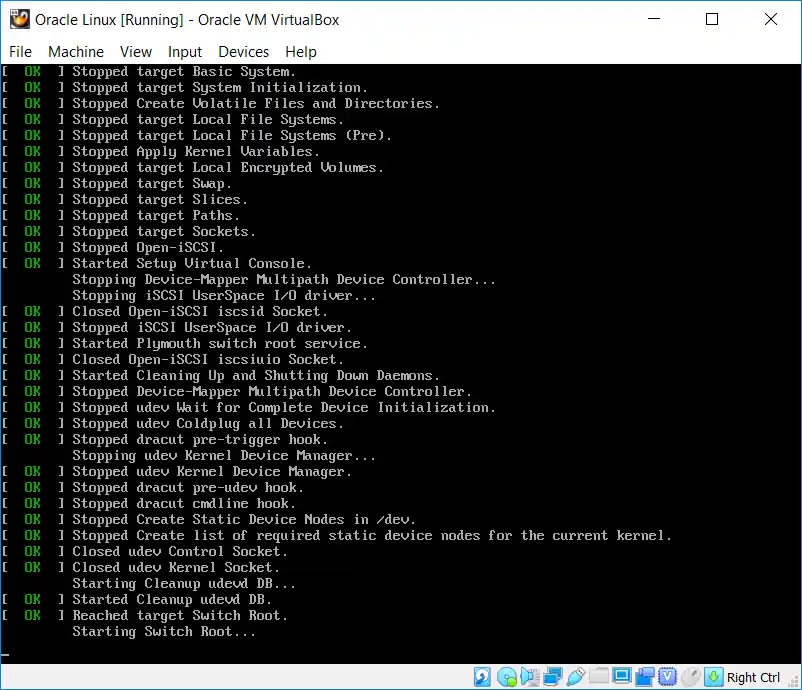 Oracle Linux [Running] - Oracle VM VirtualBox
File Machine View Input Devices Help
[ OK ] Stopped target Basic System.
[ OK ] Stopped target System Initialization.
[ OK ] Stopped Create Volatile Files and Directories.
[ OK ] Stopped target Local File Systems.
[ OK ] Stopped target Local File Systems (Pre).
[ OK ] Stopped Apply Kernel Variables.
[ OK ] Stopped target Local Encrypted Volumes.
[ OK ] Stopped target Swap.
[ OK ] Stopped target Slices.
[ OK ] Stopped target Paths.
[ OK ] Stopped target Sockets.
[ OK ] Stopped Open-iSCSI.
[ OK ] Started Setup Virtual Console.
Stopping Device-Mapper Multipath Device Controller...
Stopping iSCSI UserSpace I/O driver...
[ OK ] Closed Open-iSCSI iscsid Socket.
[ OK ] Stopped iSCSI UserSpace I/O driver.
[ OK ] Started Plymouth switch root service.
[ OK ] Closed Open-iSCSI iscsiuio Socket.
[ OK ] Started Cleaning Up and Shutting Down Daemons.
[ OK ] Stopped Device-Mapper Multipath Device Controller.
[ OK ] Stopped udev Wait for Complete Device Initialization.
[ OK ] Stopped udev Coldplug all Devices.
[ OK ] Stopped dracut pre-trigger hook.
Stopping udev Kernel Device Manager...
[ OK ] Stopped udev Kernel Device Manager.
[ OK ] Stopped dracut pre-udev hook.
[ OK ] Stopped dracut cmdline hook.
[ OK ] Stopped Create Static Device Nodes in /dev.
[ OK ] Stopped Create list of required static device nodes for the current kernel.
[ OK ] Closed udev Control Socket.
[ OK ] Closed udev Kernel Socket.
Starting Cleanup udevd DB...
[ OK ] Started Cleanup udevd DB.
[ OK ] Reached target Switch Root.
Starting Switch Root...
Right Ctrl